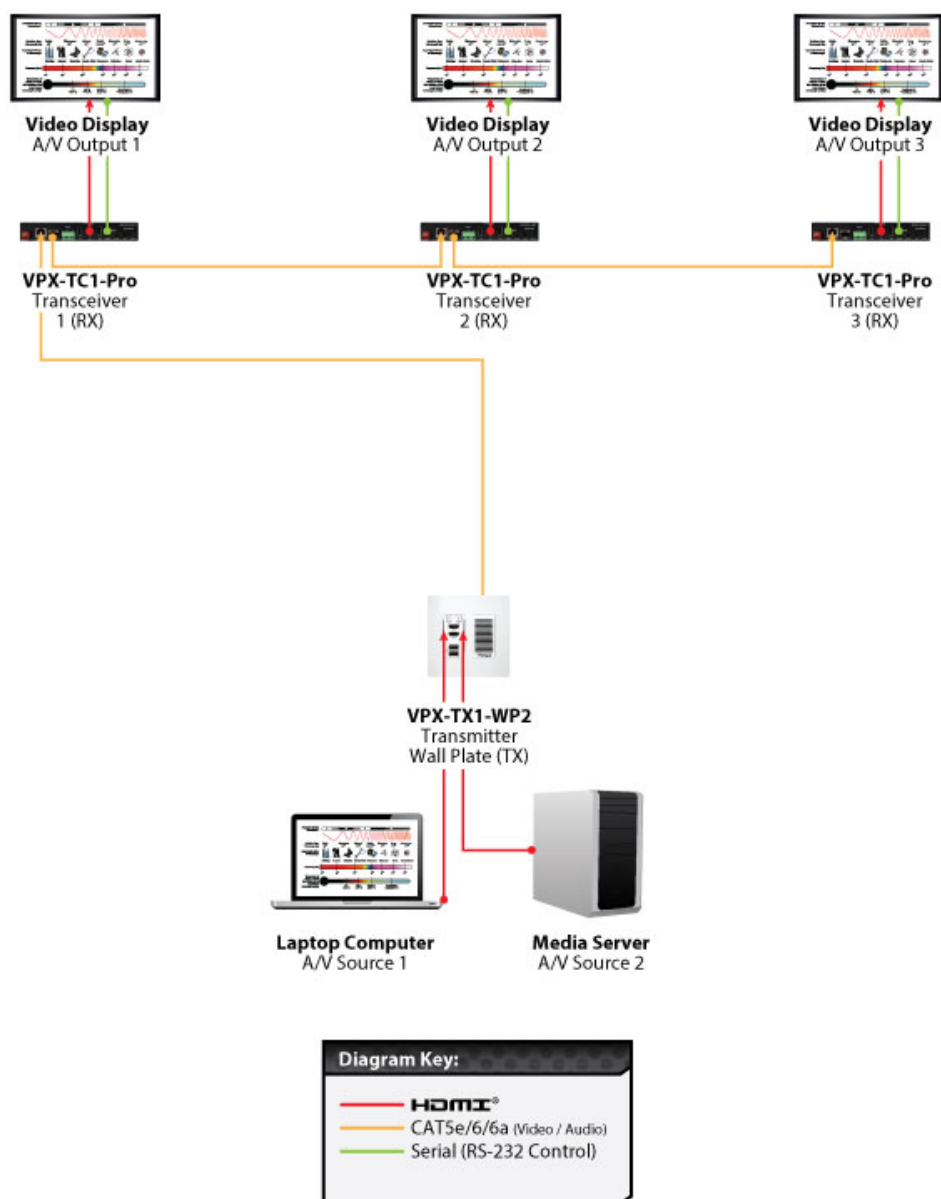 Video Display
A/V Output 1
Video Display
A/V Output 2
Video Display
A/V Output 3
VPX-TC1-Pro
Transceiver
1 (RX)
VPX-TC1-Pro
Transceiver
2 (RX)
VPX-TC1-Pro
Transceiver
3 (RX)
VPX-TX1-WP2
Transmitter
Wall Plate (TX)
Laptop Computer
A/V Source 1
Media Server
A/V Source 2
Diagram Key:
HDMI®
CAT5e/6/6a (Video / Audio)
Serial (RS-232 Control)